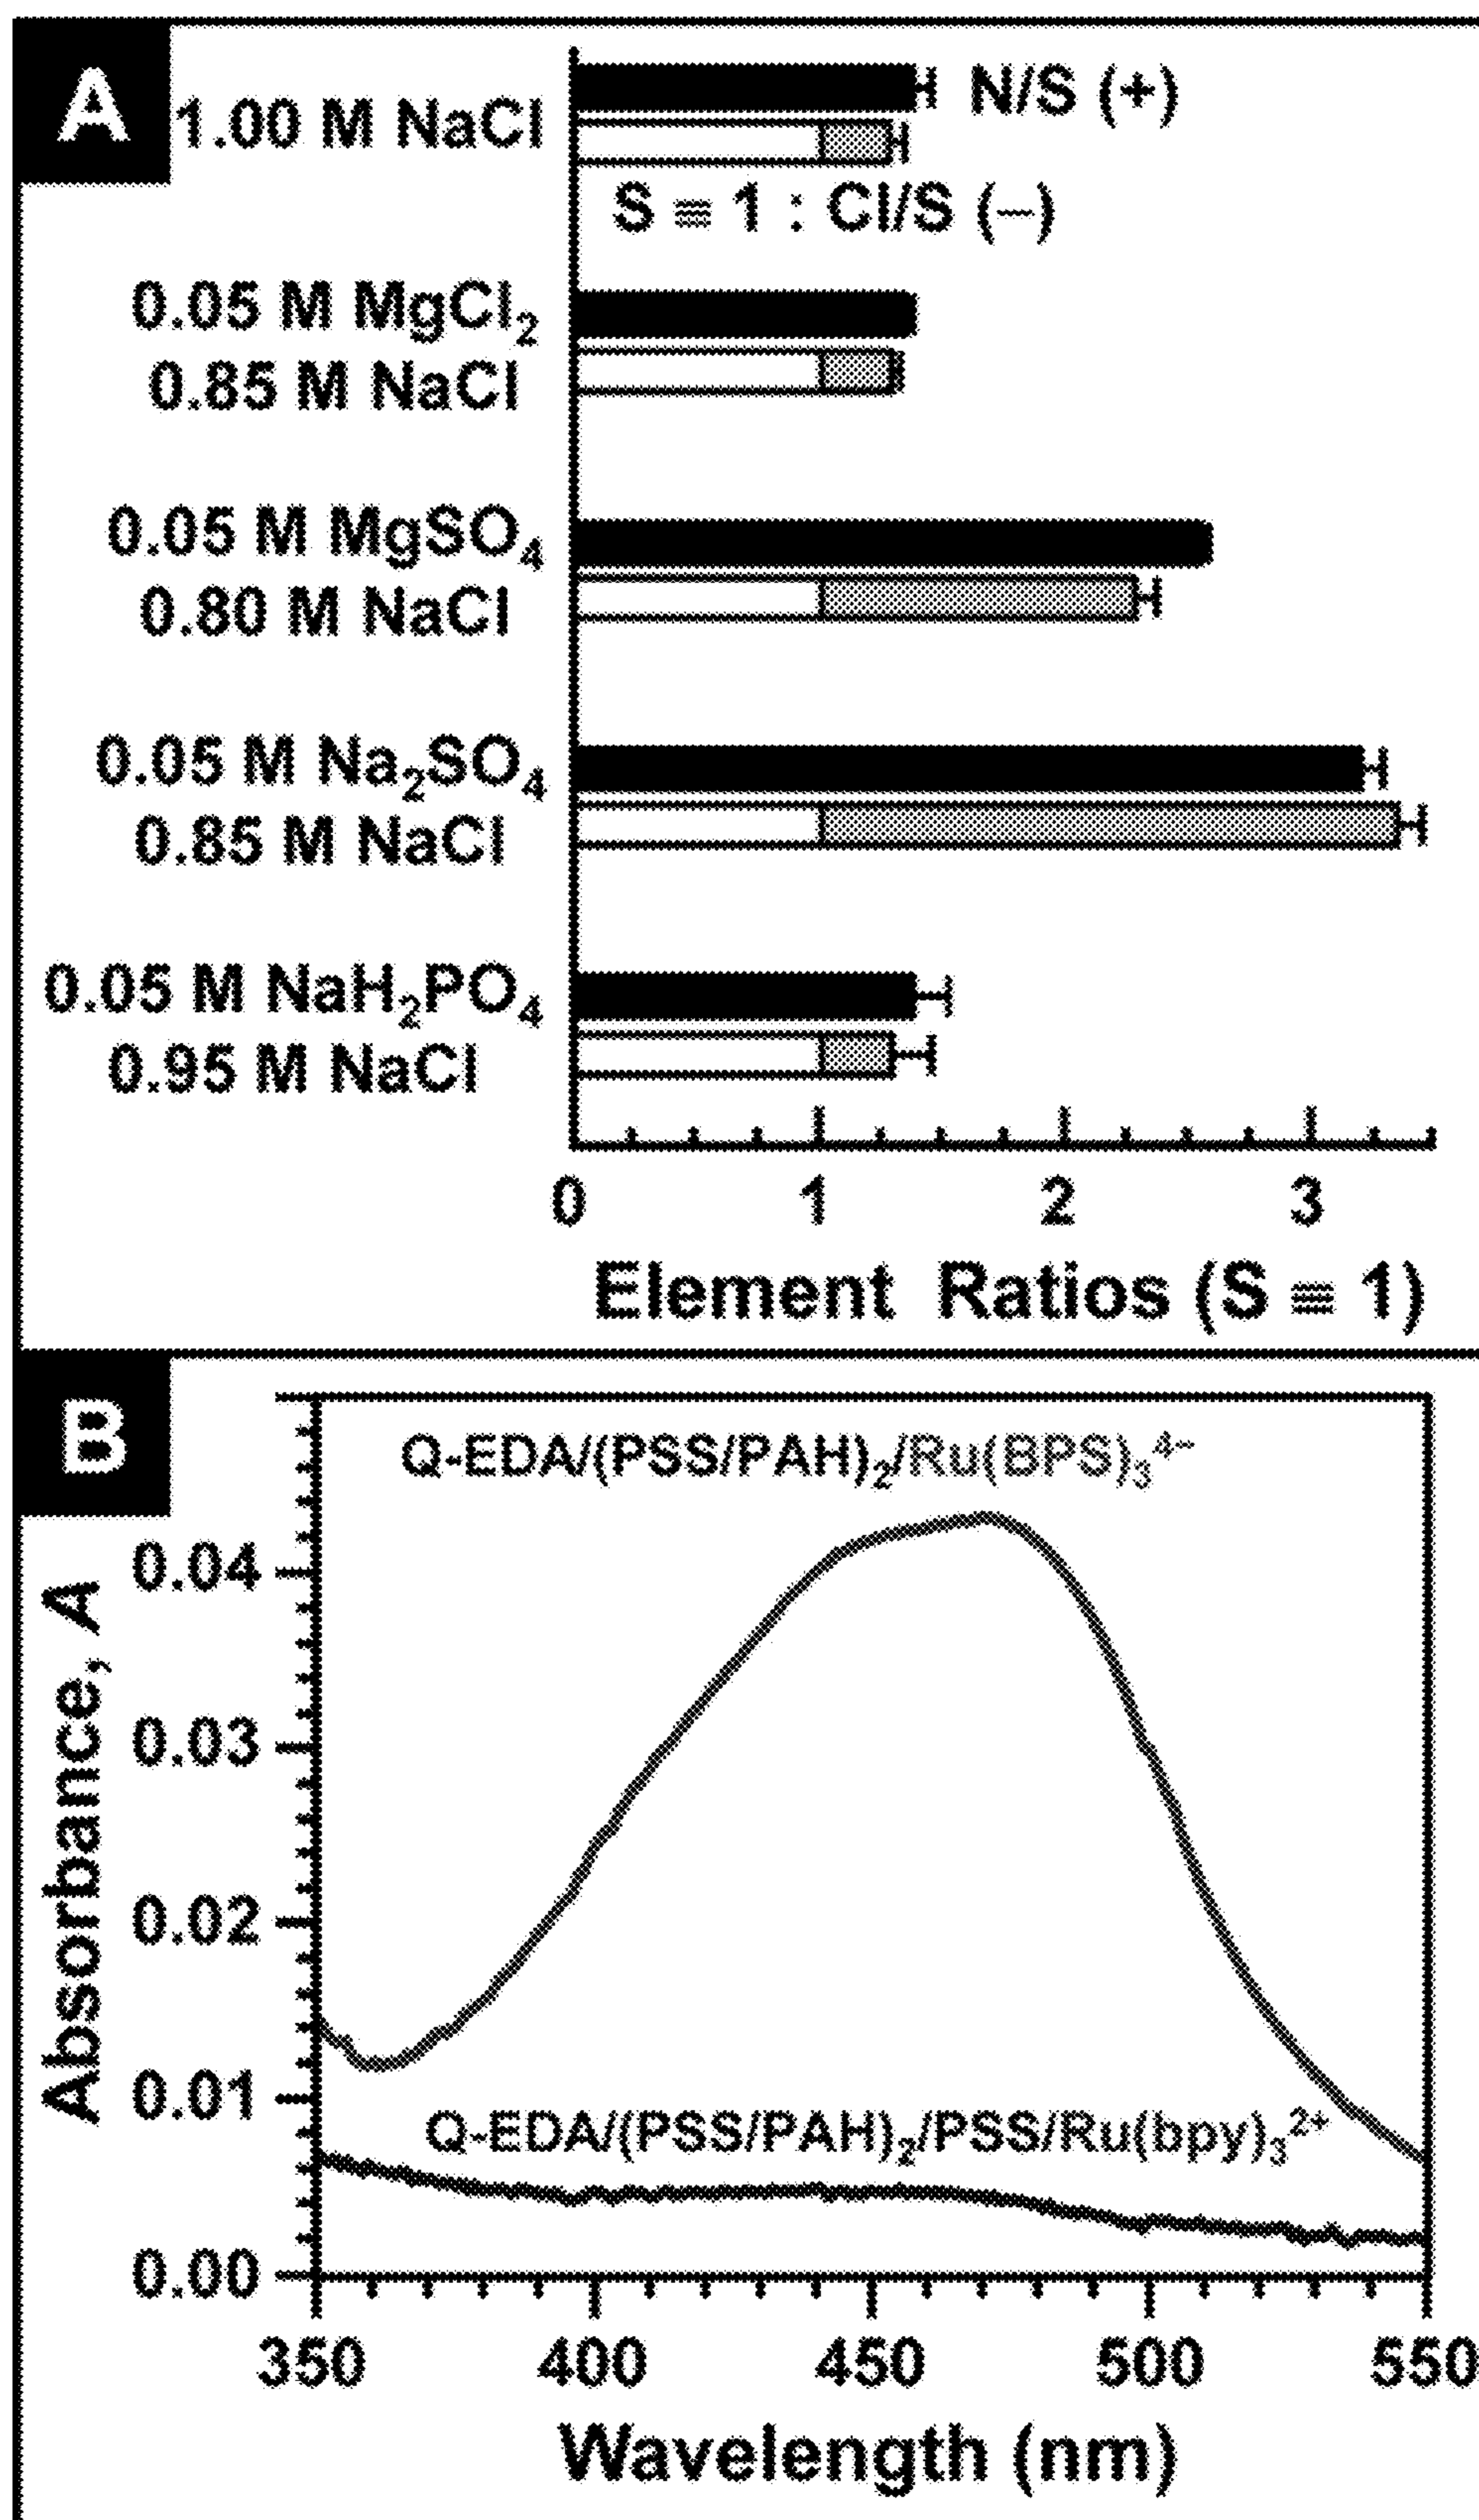 A
1.00 M NaCl
N/S (+)
S ≡ 1 : Cl/S (−)
0.05 M MgCl₂
0.85 M NaCl
0.05 M MgSO₄
0.80 M NaCl
0.05 M Na₂SO₄
0.85 M NaCl
0.05 M NaH₂PO₄
0.95 M NaCl
0 1 2 3
Element Ratios (S ≡ 1)
B
Q-EDA/(PSS/PAH)₂/Ru(BPS)₃⁴⁻
Absorbance, A
0.04
0.03
0.02
0.01
Q-EDA/(PSS/PAH)₂/PSS/Ru(bpy)₃²⁺
0.00
350 400 450 500 550
Wavelength (nm)